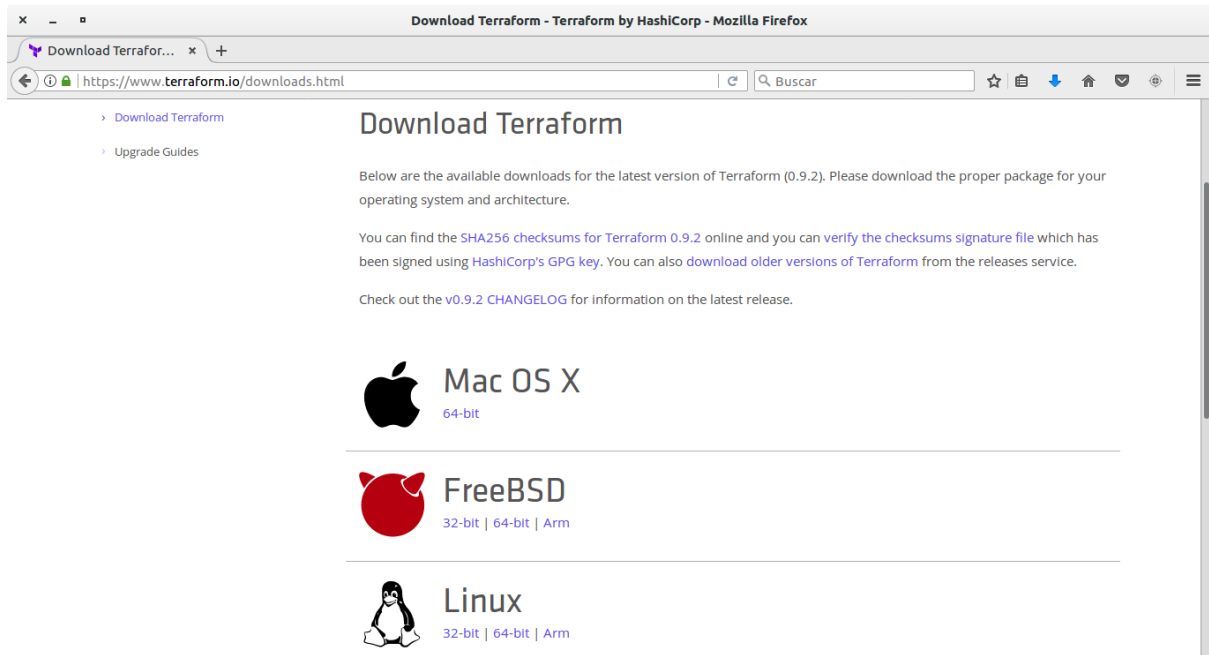 Download Terraform - Terraform by HashiCorp - Mozilla Firefox
Download Terrafor...
https://www.terraform.io/downloads.html
Buscar
Download Terraform
Upgrade Guides
Download Terraform
Below are the available downloads for the latest version of Terraform (0.9.2). Please download the proper package for your
operating system and architecture.
You can find the SHA256 checksums for Terraform 0.9.2 online and you can verify the checksums signature file which has
been signed using HashiCorp's GPG key. You can also download older versions of Terraform from the releases service.
Check out the v0.9.2 CHANGELOG for information on the latest release.
Mac OS X
64-bit
FreeBSD
32-bit | 64-bit | Arm
Linux
32-bit | 64-bit | Arm